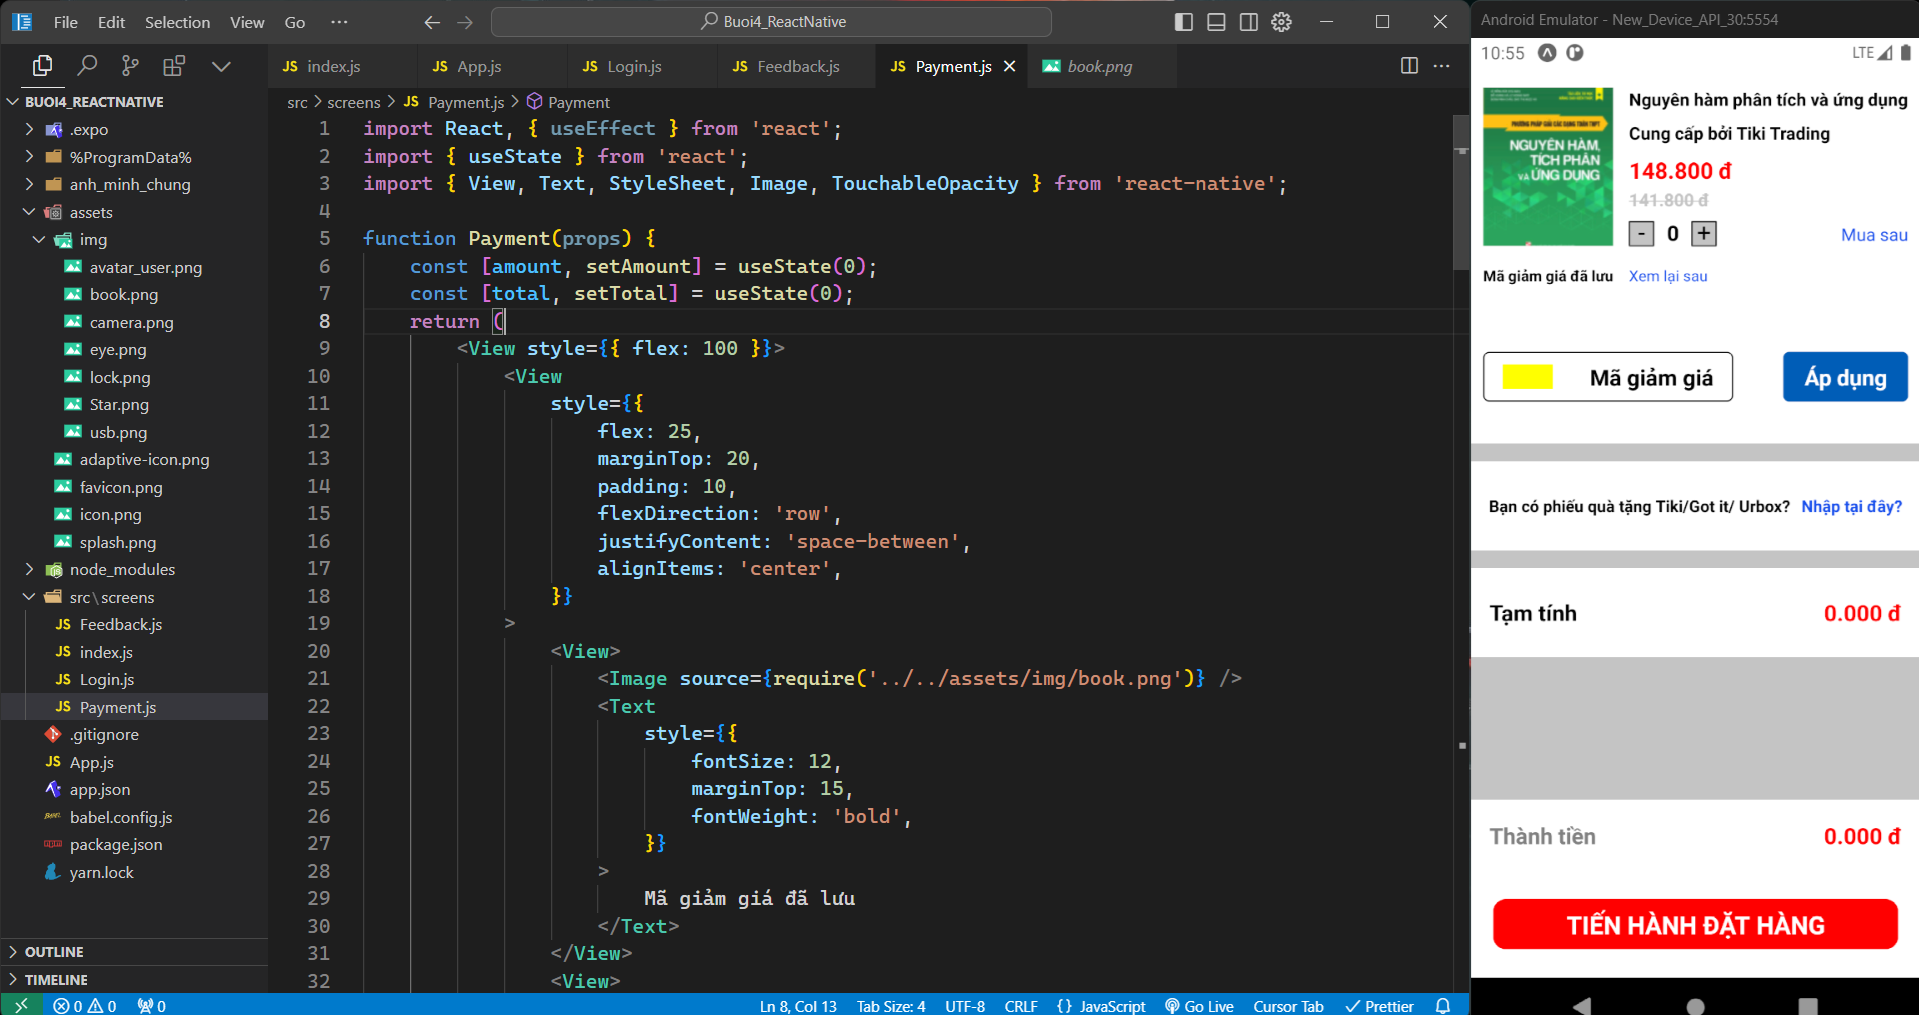 File Edit Selection View Go ··· Buoi4_ReactNative
BUOI4_REACTNATIVE
.expo
%ProgramData%
anh_minh_chung
assets
img
avatar_user.png
book.png
camera.png
eye.png
lock.png
Star.png
usb.png
adaptive-icon.png
favicon.png
icon.png
splash.png
node_modules
src\screens
JS Feedback.js
JS index.js
JS Login.js
JS Payment.js
.gitignore
JS App.js
app.json
babel.config.js
package.json
yarn.lock
OUTLINE
TIMELINE
JS index.js JS App.js JS Login.js JS Feedback.js JS Payment.js book.png
src > screens > JS Payment.js > Payment
1 import React, { useEffect } from 'react';
2 import { useState } from 'react';
3 import { View, Text, StyleSheet, Image, TouchableOpacity } from 'react-native';
4
5 function Payment(props) {
6 const [amount, setAmount] = useState(0);
7 const [total, setTotal] = useState(0);
8 return (
9 <View style={{ flex: 100 }}>
10 <View
11 style={{
12 flex: 25,
13 marginTop: 20,
14 padding: 10,
15 flexDirection: 'row',
16 justifyContent: 'space-between',
17 alignItems: 'center',
18 }}
19 >
20 <View>
21 <Image source={require('../../assets/img/book.png')} />
22 <Text
23 style={{
24 fontSize: 12,
25 marginTop: 15,
26 fontWeight: 'bold',
27 }}
28 >
29 Mã giảm giá đã lưu
30 </Text>
31 </View>
32 <View>
0 0 0 Ln 8, Col 13 Tab Size: 4 UTF-8 CRLF {} JavaScript Go Live Cursor Tab Prettier
Android Emulator - New_Device_API_30:5554
10:55 LTE
PHƯƠNG PHÁP GIẢI CÁC DẠNG TOÁN THPT
NGUYÊN HÀM,
TÍCH PHÂN
VÀ ỨNG DỤNG
Nguyên hàm phân tích và ứng dụng
Cung cấp bởi Tiki Trading
148.800 đ
141.800 đ
- 0 + Mua sau
Mã giảm giá đã lưu Xem lại sau
Mã giảm giá Áp dụng
Bạn có phiếu quà tặng Tiki/Got it/ Urbox? Nhập tại đây?
Tạm tính 0.000 đ
Thành tiền 0.000 đ
TIẾN HÀNH ĐẶT HÀNG